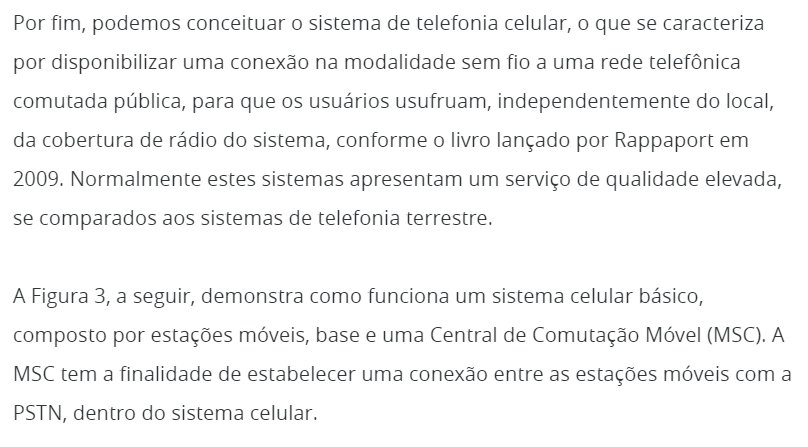 Por fim, podemos conceituar o sistema de telefonia celular, o que se caracteriza
por disponibilizar uma conexão na modalidade sem fio a uma rede telefônica
comutada pública, para que os usuários usufruam, independentemente do local,
da cobertura de rádio do sistema, conforme o livro lançado por Rappaport em
2009. Normalmente estes sistemas apresentam um serviço de qualidade elevada,
se comparados aos sistemas de telefonia terrestre.
A Figura 3, a seguir, demonstra como funciona um sistema celular básico,
composto por estações móveis, base e uma Central de Comutação Móvel (MSC). A
MSC tem a finalidade de estabelecer uma conexão entre as estações móveis com a
PSTN, dentro do sistema celular.